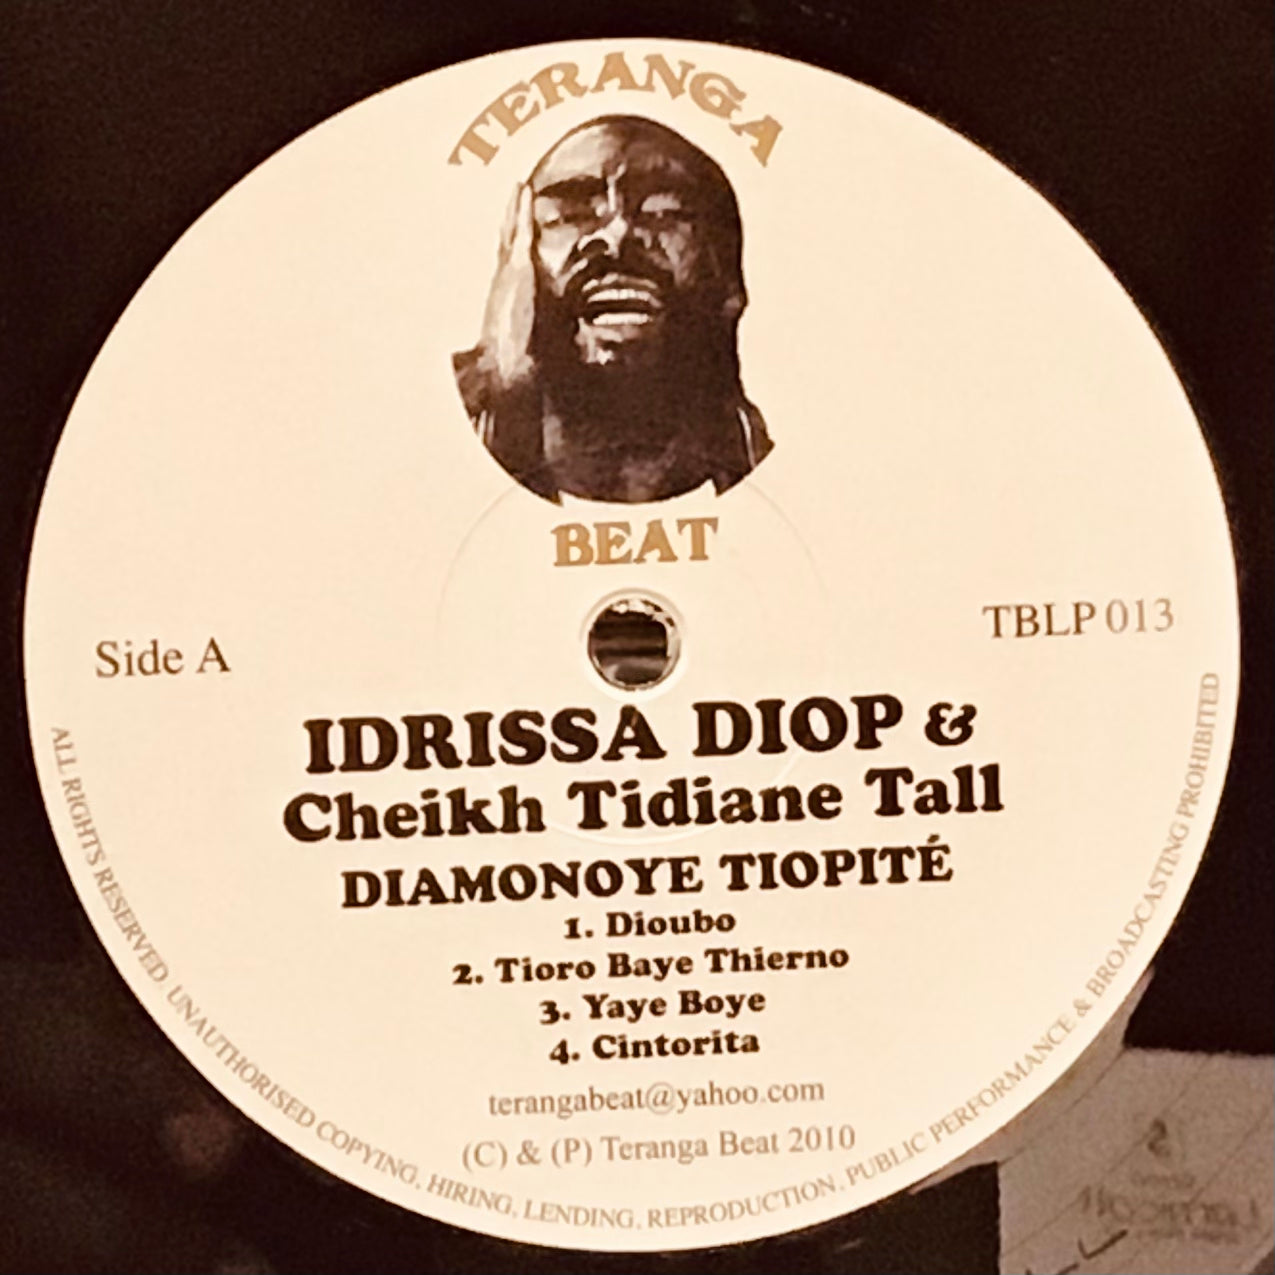 TERANGA
BEAT
Side A
TBLP 013
IDRISSA DIOP &
Cheikh Tidiane Tall
DIAMONOYE TIOPITÉ
1. Dioubo
2. Tioro Baye Thierno
3. Yaye Boye
4. Cintorita
terangabeat@yahoo.com
(C) & (P) Teranga Beat 2010
ALL RIGHTS RESERVED. UNAUTHORISED COPYING, HIRING, LENDING, REPRODUCTION, PUBLIC PERFORMANCE & BROADCASTING PROHIBITED